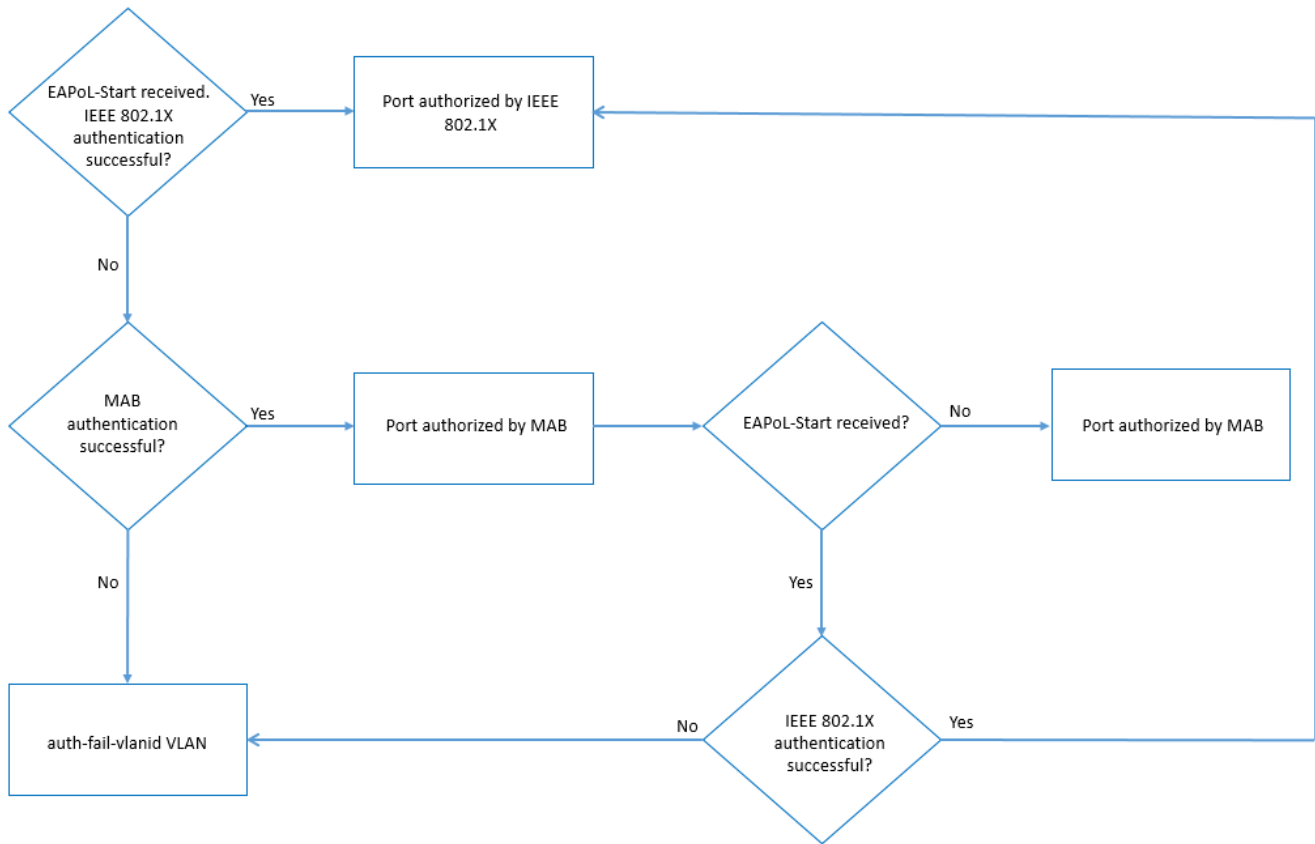 EAPoL-Start received.
IEEE 802.1X
authentication
successful?
Yes
Port authorized by IEEE
802.1X
No
MAB
authentication
successful?
Yes
Port authorized by MAB
EAPoL-Start received?
No
Port authorized by MAB
No
Yes
auth-fail-vlanid VLAN
No
IEEE 802.1X
authentication
successful?
Yes